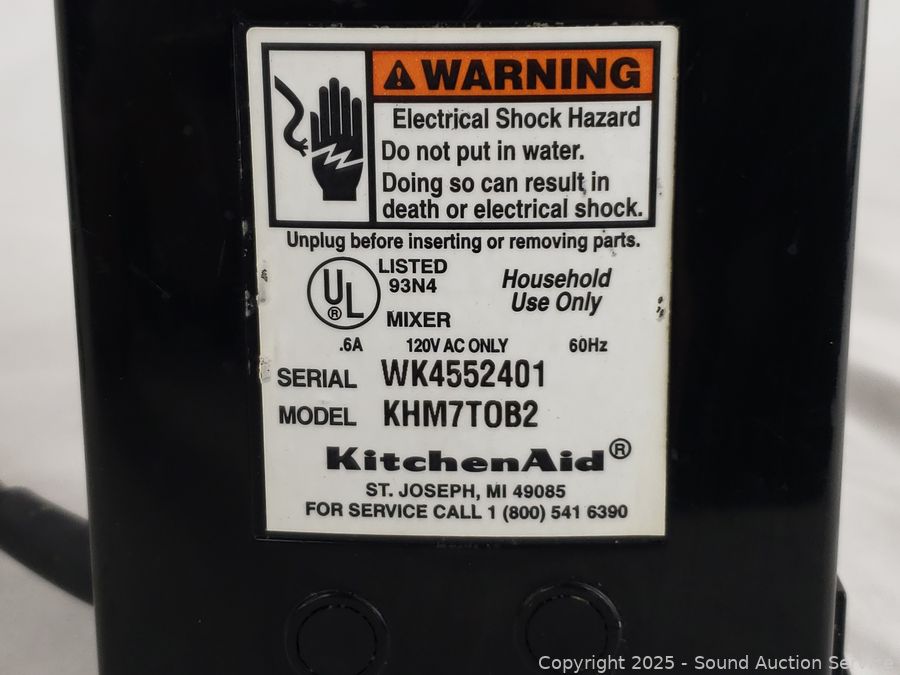 WARNING
Electrical Shock Hazard
Do not put in water.
Doing so can result in
death or electrical shock.
Unplug before inserting or removing parts.
UL ®
LISTED
93N4
MIXER
Household
Use Only
.6A 120V AC ONLY 60Hz
SERIAL WK4552401
MODEL KHM7TOB2
KitchenAid®
ST. JOSEPH, MI 49085
FOR SERVICE CALL 1 (800) 541 6390
Copyright 2025 - Sound Auction Service